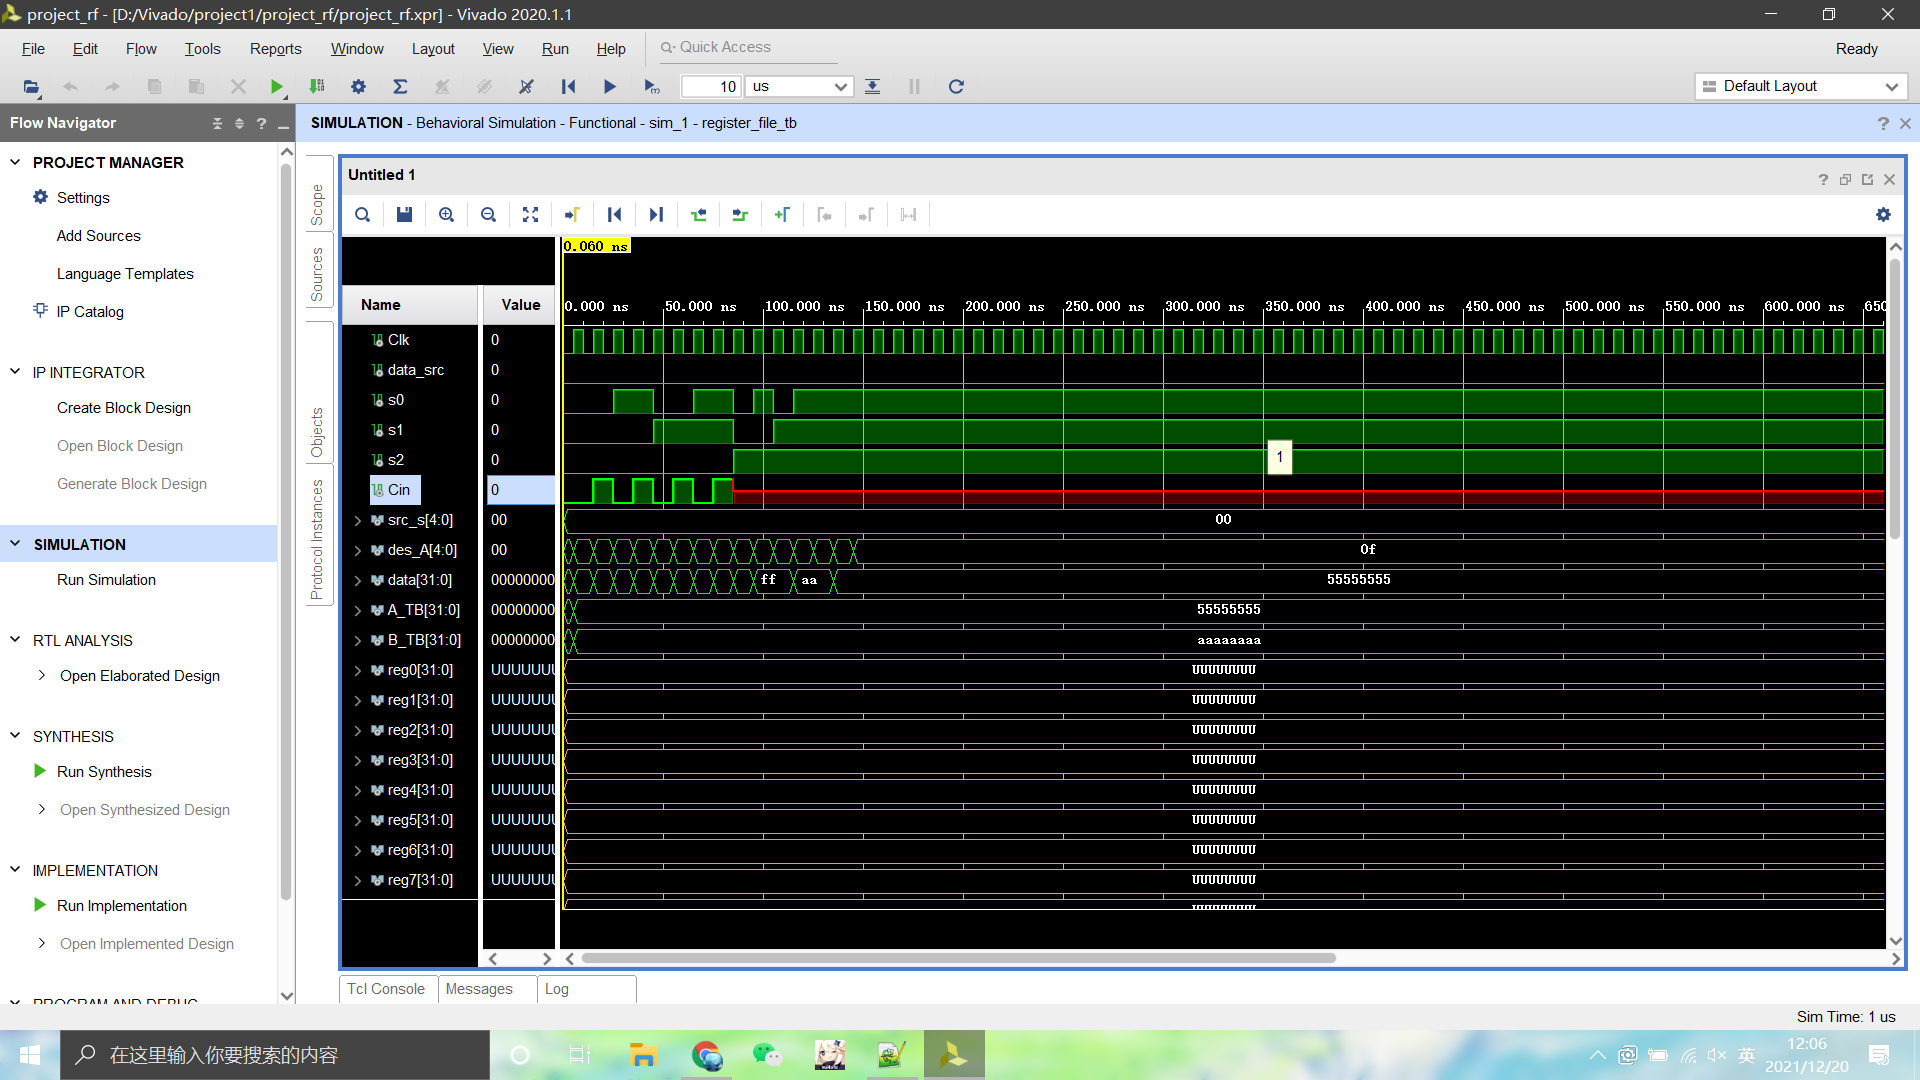 project_rf - [D:/Vivado/project1/project_rf/project_rf.xpr] - Vivado 2020.1.1
File Edit Flow Tools Reports Window Layout View Run Help Quick Access
Ready
10 us
Default Layout
Flow Navigator
SIMULATION - Behavioral Simulation - Functional - sim_1 - register_file_tb
PROJECT MANAGER
Settings
Add Sources
Language Templates
IP Catalog
IP INTEGRATOR
Create Block Design
Open Block Design
Generate Block Design
SIMULATION
Run Simulation
RTL ANALYSIS
Open Elaborated Design
SYNTHESIS
Run Synthesis
Open Synthesized Design
IMPLEMENTATION
Run Implementation
Open Implemented Design
PROGRAM AND DEBUG
Scope
Sources
Objects
Protocol Instances
Untitled 1
0.060 ns
Name Value
0.000 ns 50.000 ns 100.000 ns 150.000 ns 200.000 ns 250.000 ns 300.000 ns 350.000 ns 400.000 ns 450.000 ns 500.000 ns 550.000 ns 600.000 ns 650
Clk 0
data_src 0
s0 0
s1 0
s2 0
1
Cin 0
src_s[4:0] 00 00
des_A[4:0] 00 0f
data[31:0] 00000000 ff aa 55555555
A_TB[31:0] 00000000 55555555
B_TB[31:0] 00000000 aaaaaaaa
reg0[31:0] UUUUUUU UUUUUUUU
reg1[31:0] UUUUUUU UUUUUUUU
reg2[31:0] UUUUUUU UUUUUUUU
reg3[31:0] UUUUUUU UUUUUUUU
reg4[31:0] UUUUUUU UUUUUUUU
reg5[31:0] UUUUUUU UUUUUUUU
reg6[31:0] UUUUUUU UUUUUUUU
reg7[31:0] UUUUUUU UUUUUUUU
UUUUUUUU
Tcl Console Messages Log
Sim Time: 1 us
在这里输入你要搜索的内容
英
12:06
2021/12/20